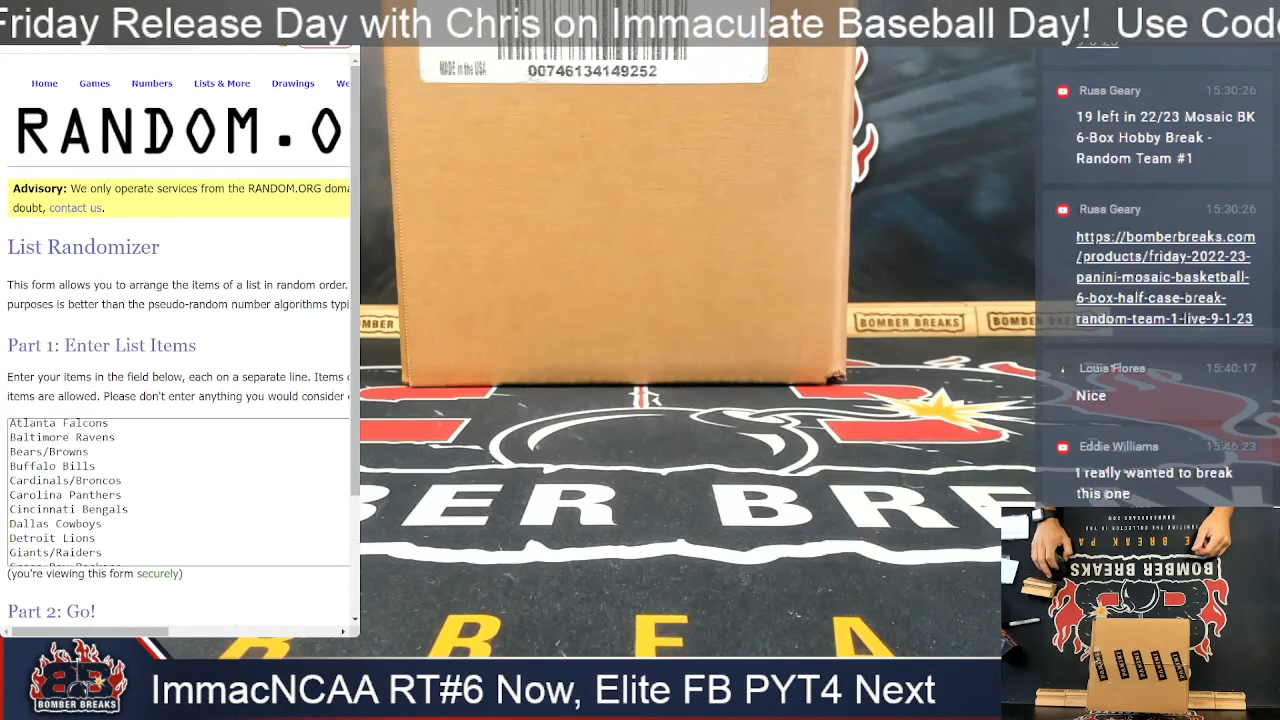 Friday Release Day with Chris on Immaculate Baseball Day!  Use Code
Home Games Numbers Lists & More Drawings We
RANDOM.O
Advisory: We only operate services from the RANDOM.ORG doma
doubt, contact us.
List Randomizer
This form allows you to arrange the items of a list in random order.
purposes is better than the pseudo-random number algorithms typi
Part 1: Enter List Items
Enter your items in the field below, each on a separate line. Items c
items are allowed. Please don't enter anything you would consider
Atlanta Falcons
Baltimore Ravens
Bears/Browns
Buffalo Bills
Cardinals/Broncos
Carolina Panthers
Cincinnati Bengals
Dallas Cowboys
Detroit Lions
Giants/Raiders
(you're viewing this form securely)
Part 2: Go!
MADE in the USA
00746134149252
BOMBER BREAKS
BOMBER BREAKS
BER BRE
B R E A
9-8-23
Russ Geary 15:30:26
19 left in 22/23 Mosaic BK
6-Box Hobby Break -
Random Team #1
Russ Geary 15:30:26
https://bomberbreaks.com
/products/friday-2022-23-
panini-mosaic-basketball-
6-box-half-case-break-
random-team-1-live-9-1-23
Louis Flores 15:40:17
Nice
Eddie Williams 15:46:23
I really wanted to break
this one
BOMBER BREAKS
BOMBER BREAKS
ImmacNCAA RT#6 Now, Elite FB PYT4 Next